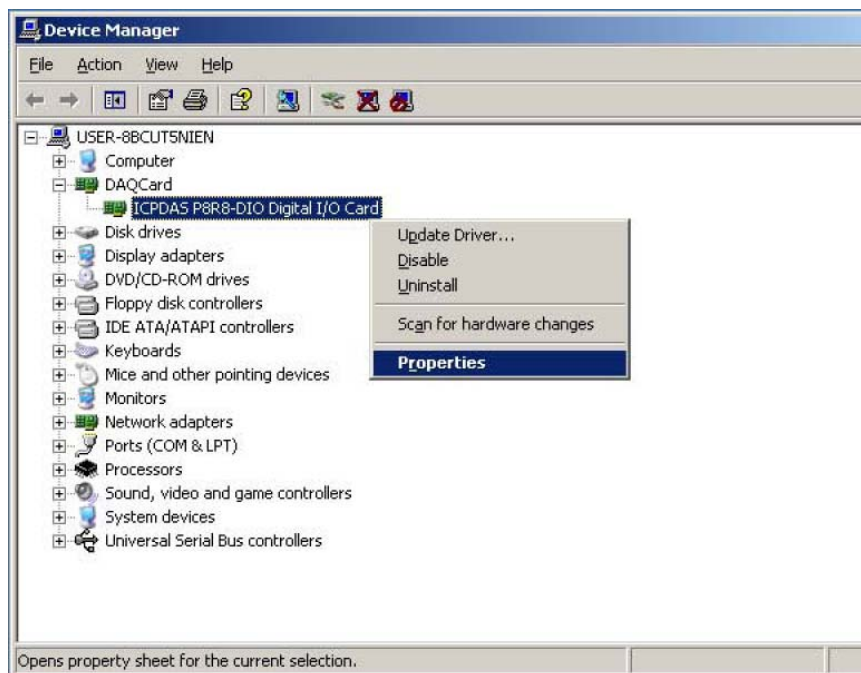 Device Manager
File Action View Help
USER-8BCUT5NIEN
Computer
DAQCard
ICPDAS P8R8-DIO Digital I/O Card
Disk drives
Display adapters
DVD/CD-ROM drives
Floppy disk controllers
IDE ATA/ATAPI controllers
Keyboards
Mice and other pointing devices
Monitors
Network adapters
Ports (COM & LPT)
Processors
Sound, video and game controllers
System devices
Universal Serial Bus controllers
Update Driver...
Disable
Uninstall
Scan for hardware changes
Properties
Opens property sheet for the current selection.